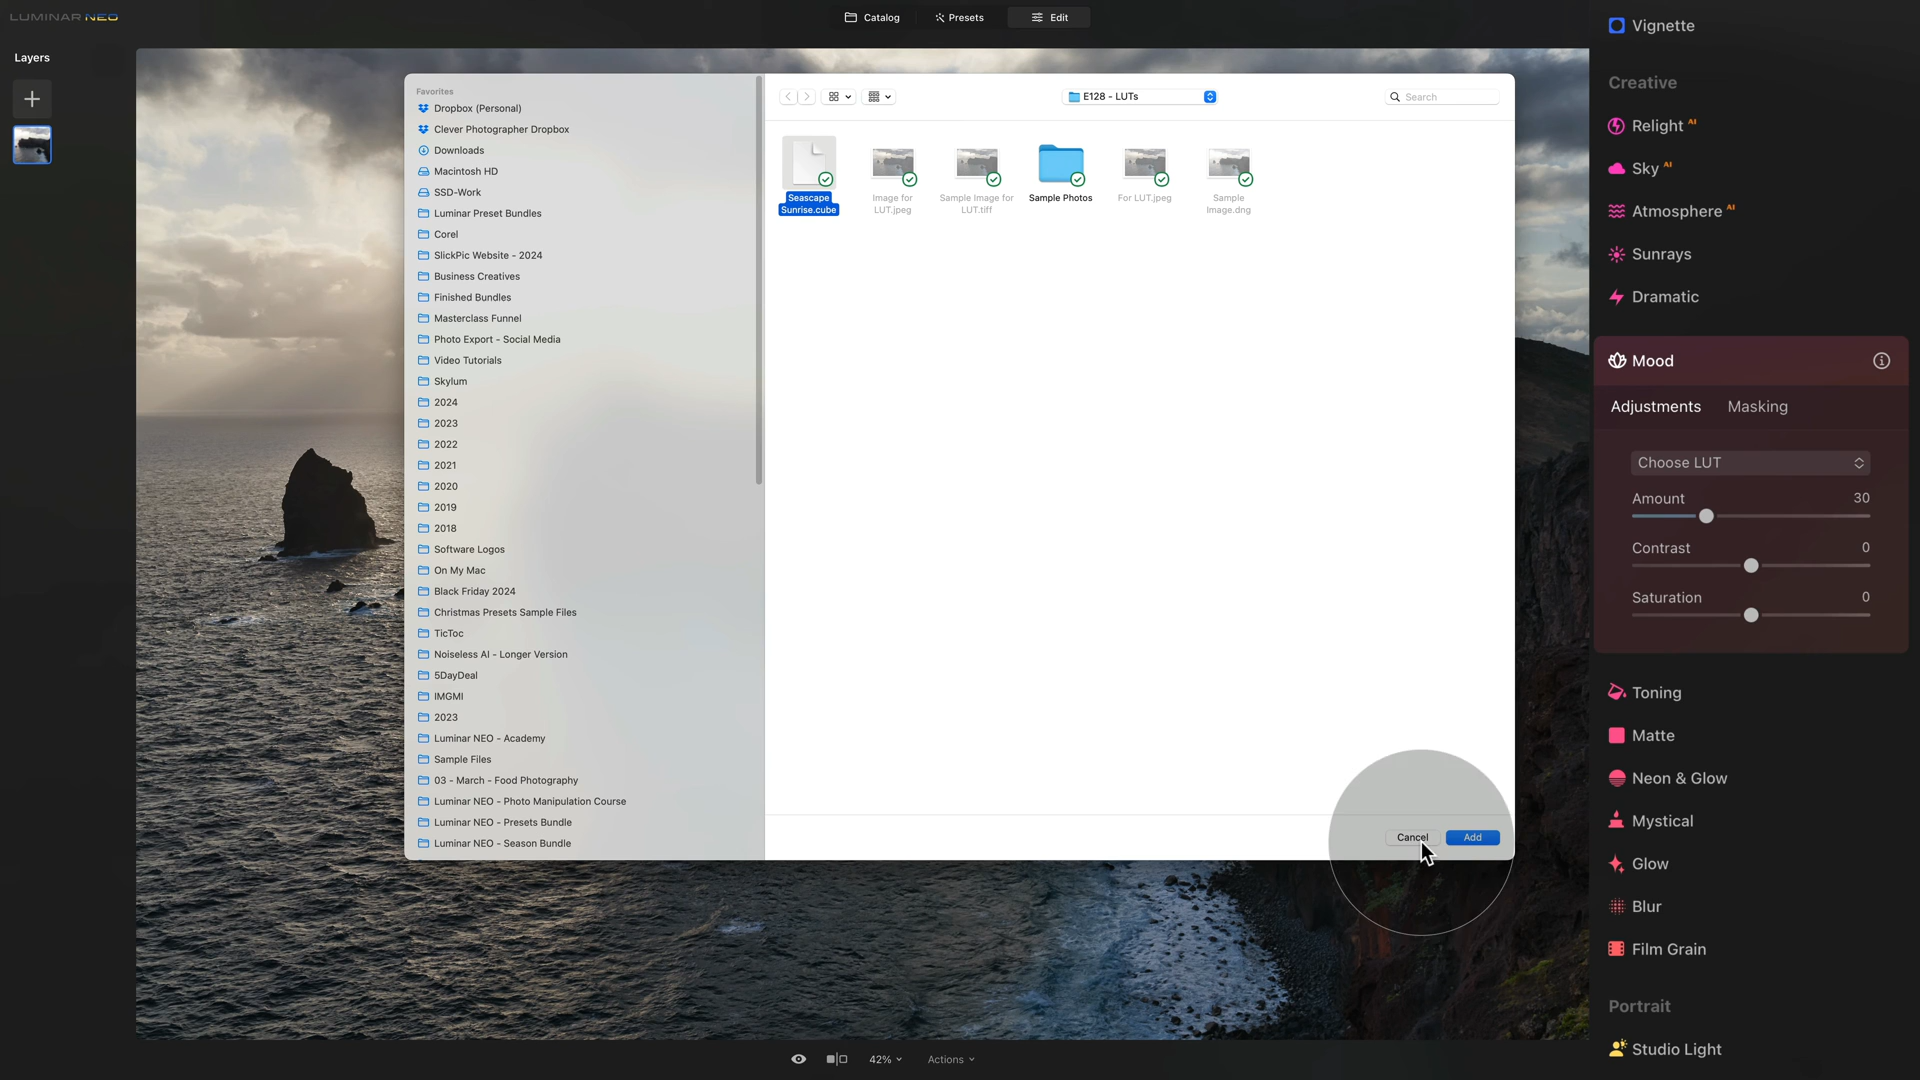 LUMINAR NEO
Catalog
Presets
Edit
Layers
Favorites
Dropbox (Personal)
Clever Photographer Dropbox
Downloads
Macintosh HD
SSD-Work
Luminar Preset Bundles
Corel
SlickPic Website - 2024
Business Creatives
Finished Bundles
Masterclass Funnel
Photo Export - Social Media
Video Tutorials
Skylum
2024
2023
2022
2021
2020
2019
2018
Software Logos
On My Mac
Black Friday 2024
Christmas Presets Sample Files
TicToc
Noiseless AI - Longer Version
5DayDeal
IMGMI
2023
Luminar NEO - Academy
Sample Files
03 - March - Food Photography
Luminar NEO - Photo Manipulation Course
Luminar NEO - Presets Bundle
Luminar NEO - Season Bundle
E128 - LUTs
Search
Seascape
Sunrise.cube
Image for
LUT.jpeg
Sample Image for
LUT.tiff
Sample Photos
For LUT.jpeg
Sample
Image.dng
Cancel
Add
42%
Actions
Vignette
Creative
Relight AI
Sky AI
Atmosphere AI
Sunrays
Dramatic
Mood
Adjustments
Masking
Choose LUT
Amount 30
Contrast 0
Saturation 0
Toning
Matte
Neon & Glow
Mystical
Glow
Blur
Film Grain
Portrait
Studio Light